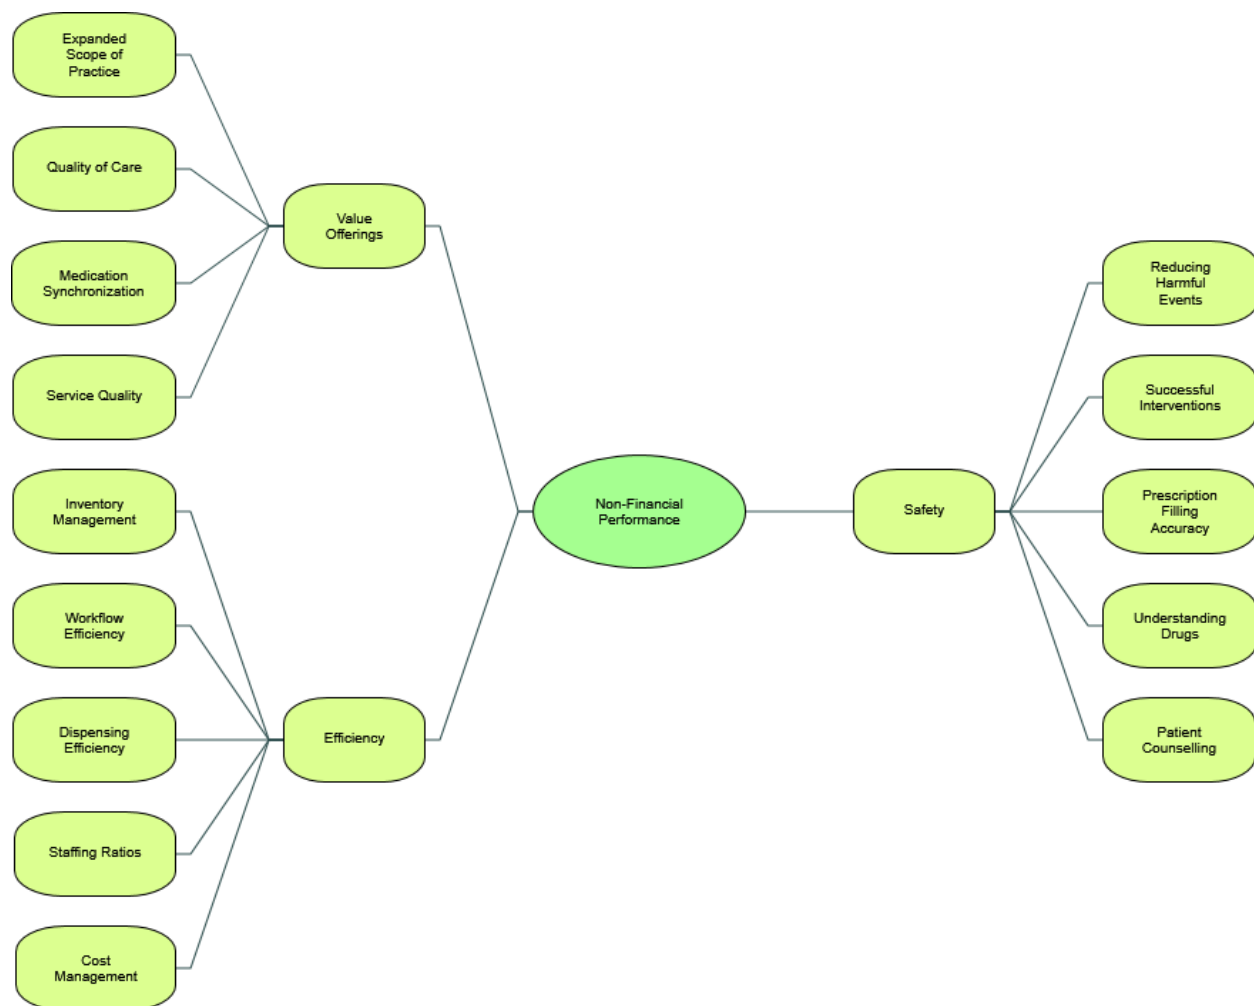 Expanded
Scope of
Practice
Quality of Care
Medication
Synchronization
Service Quality
Value
Offerings
Inventory
Management
Workflow
Efficiency
Dispensing
Efficiency
Staffing Ratios
Cost
Management
Efficiency
Non-Financial
Performance
Safety
Reducing
Harmful
Events
Successful
Interventions
Prescription
Filling
Accuracy
Understanding
Drugs
Patient
Counselling